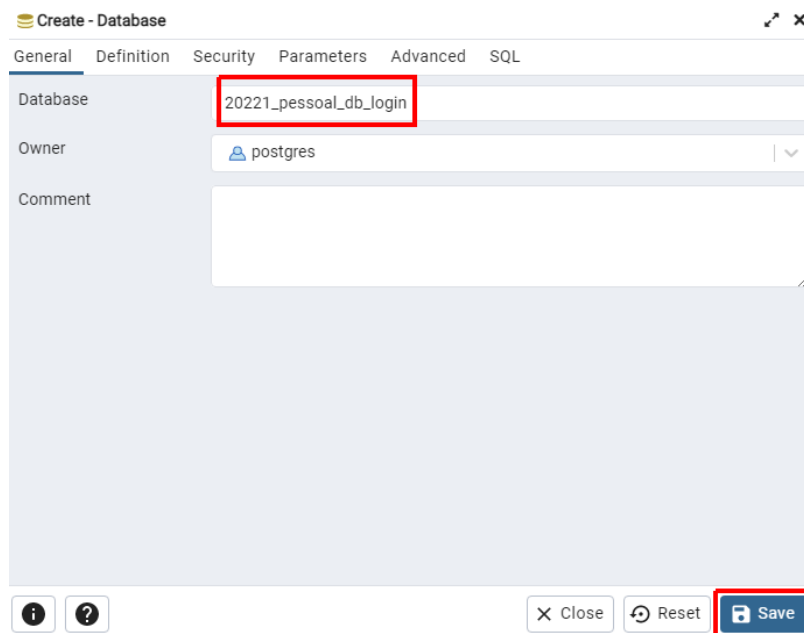 Create - Database
General Definition Security Parameters Advanced SQL
Database 20221_pessoal_db_login
Owner postgres
Comment
Close Reset Save